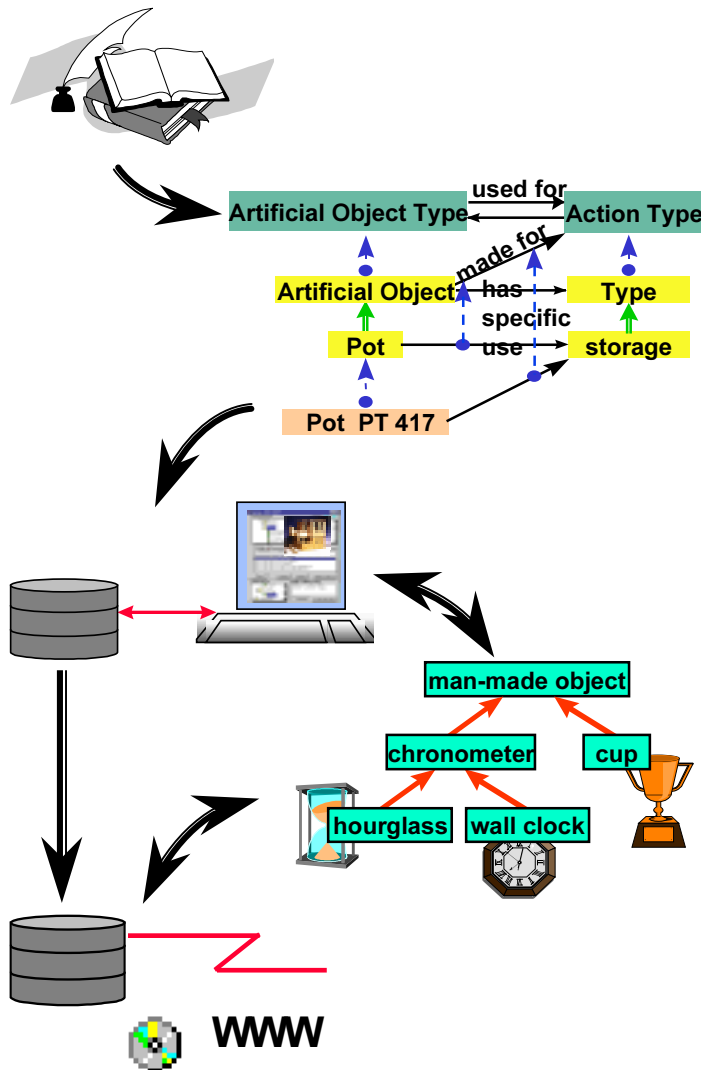 used for
Artificial Object Type Action Type
made for
Artificial Object has Type
specific
Pot use storage
Pot PT 417
man-made object
chronometer cup
hourglass wall clock
WWW